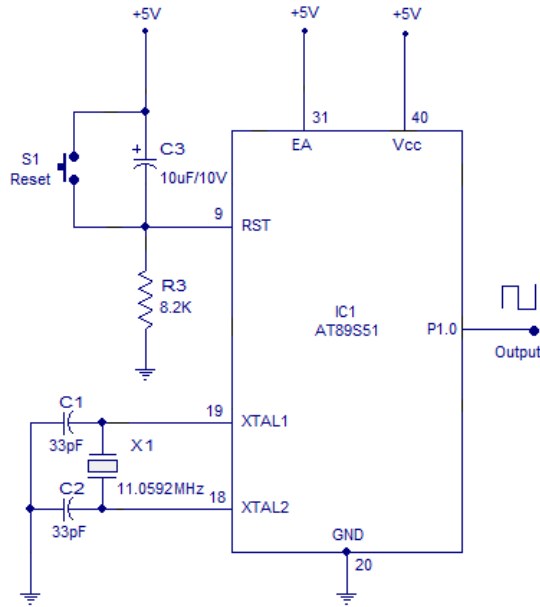 +5V
+5V
+5V
31
40
EA
Vcc
S1
Reset
+
C3
10uF/10V
9
RST
R3
8.2K
IC1
AT89S51
P1.0
Output
C1
33pF
19
XTAL1
X1
11.0592MHz
C2
33pF
18
XTAL2
GND
20